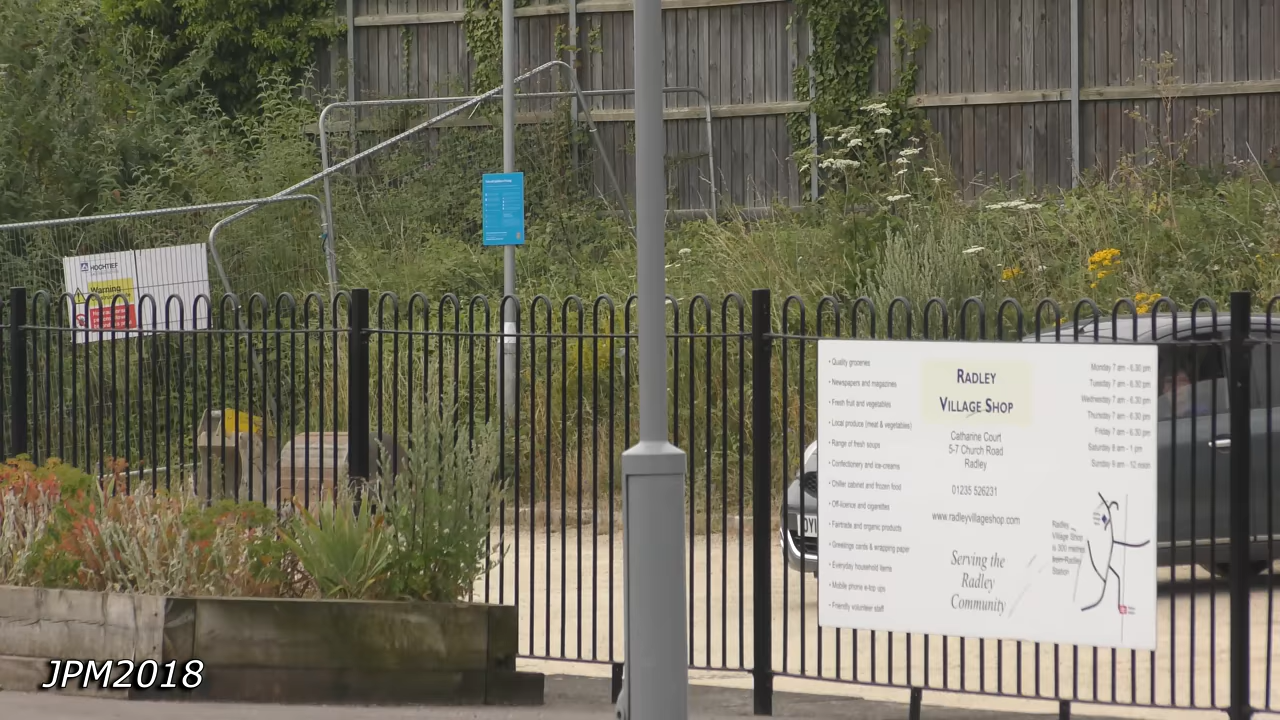 HOCHTIEF
Warning
• Quality groceries
• Newspapers and magazines
• Fresh fruit and vegetables
• Local produce (meat & vegetables)
• Range of fresh soups
• Confectionery and ice-creams
• Chiller cabinet and frozen food
• Off-licence and cigarettes
• Fairtrade and organic products
• Greetings cards & wrapping paper
• Everyday household items
• Mobile phone e-top ups
• Friendly volunteer staff
RADLEY
VILLAGE SHOP
Catharine Court
5-7 Church Road
Radley
01235 526231
www.radleyvillageshop.com
Serving the
Radley
Community
Monday 7 am - 6.30 pm
Tuesday 7 am - 6.30 pm
Wednesday 7 am - 6.30 pm
Thursday 7 am - 6.30 pm
Friday 7 am - 6.30 pm
Saturday 8 am - 1 pm
Sunday 9 am - 12 noon
Radley
Village Shop
is 300 metres
from Radley
Station
JPM2018